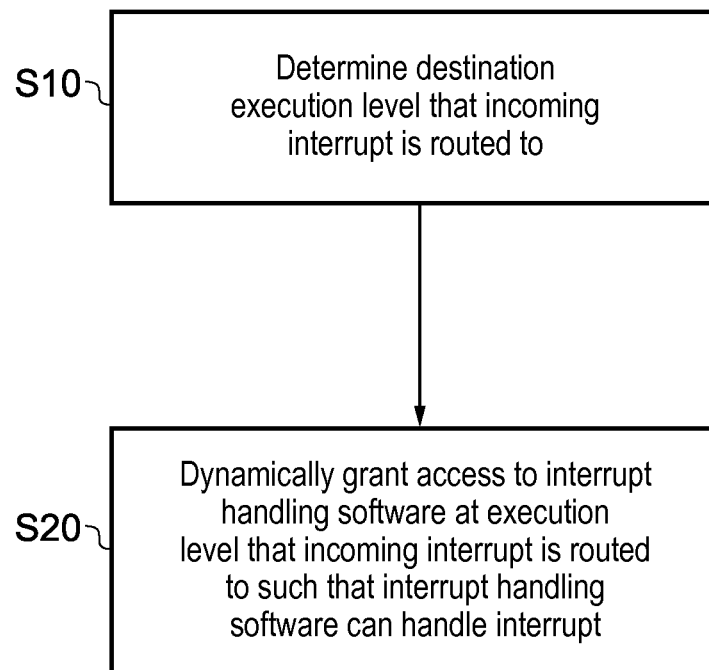 S10
Determine destination
execution level that incoming
interrupt is routed to
S20
Dynamically grant access to interrupt
handling software at execution
level that incoming interrupt is routed
to such that interrupt handling
software can handle interrupt